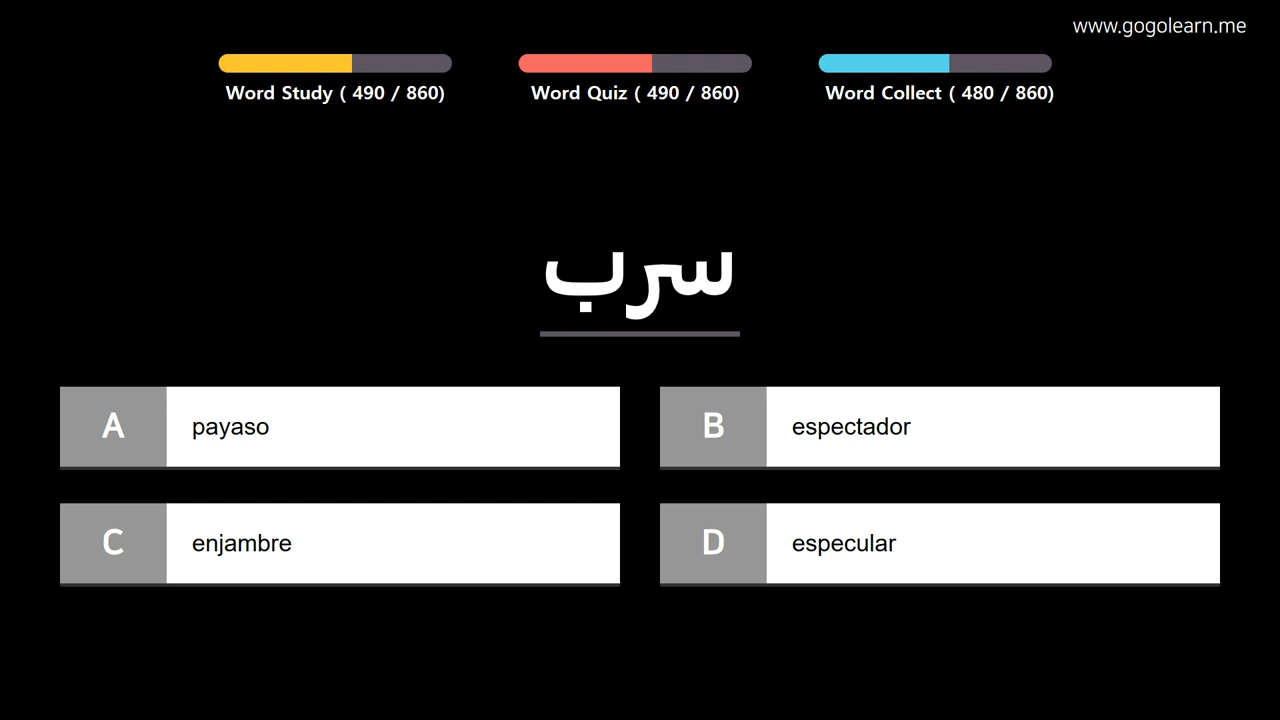 www.gogolearn.me
Word Study ( 490 / 860)
Word Quiz ( 490 / 860)
Word Collect ( 480 / 860)
سرب
A payaso
B espectador
C enjambre
D especular